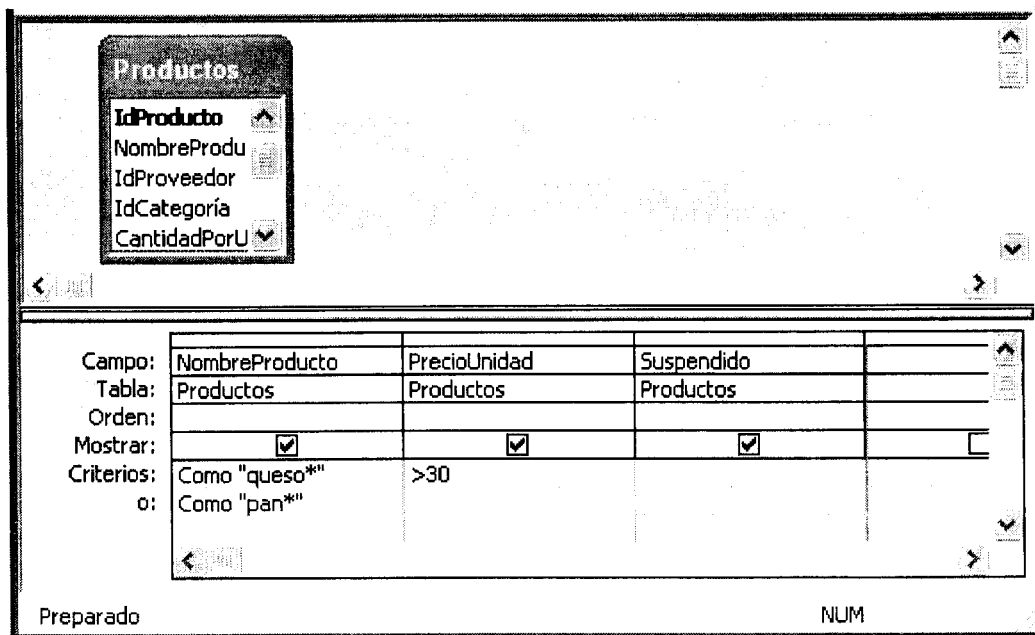 Productos
IdProducto
NombreProdu
IdProveedor
IdCategoría
CantidadPorU
Campo: NombreProducto PrecioUnidad Suspendido
Tabla: Productos Productos Productos
Orden:
Mostrar:
Criterios: Como "queso*" >30
o: Como "pan*"
Preparado NUM